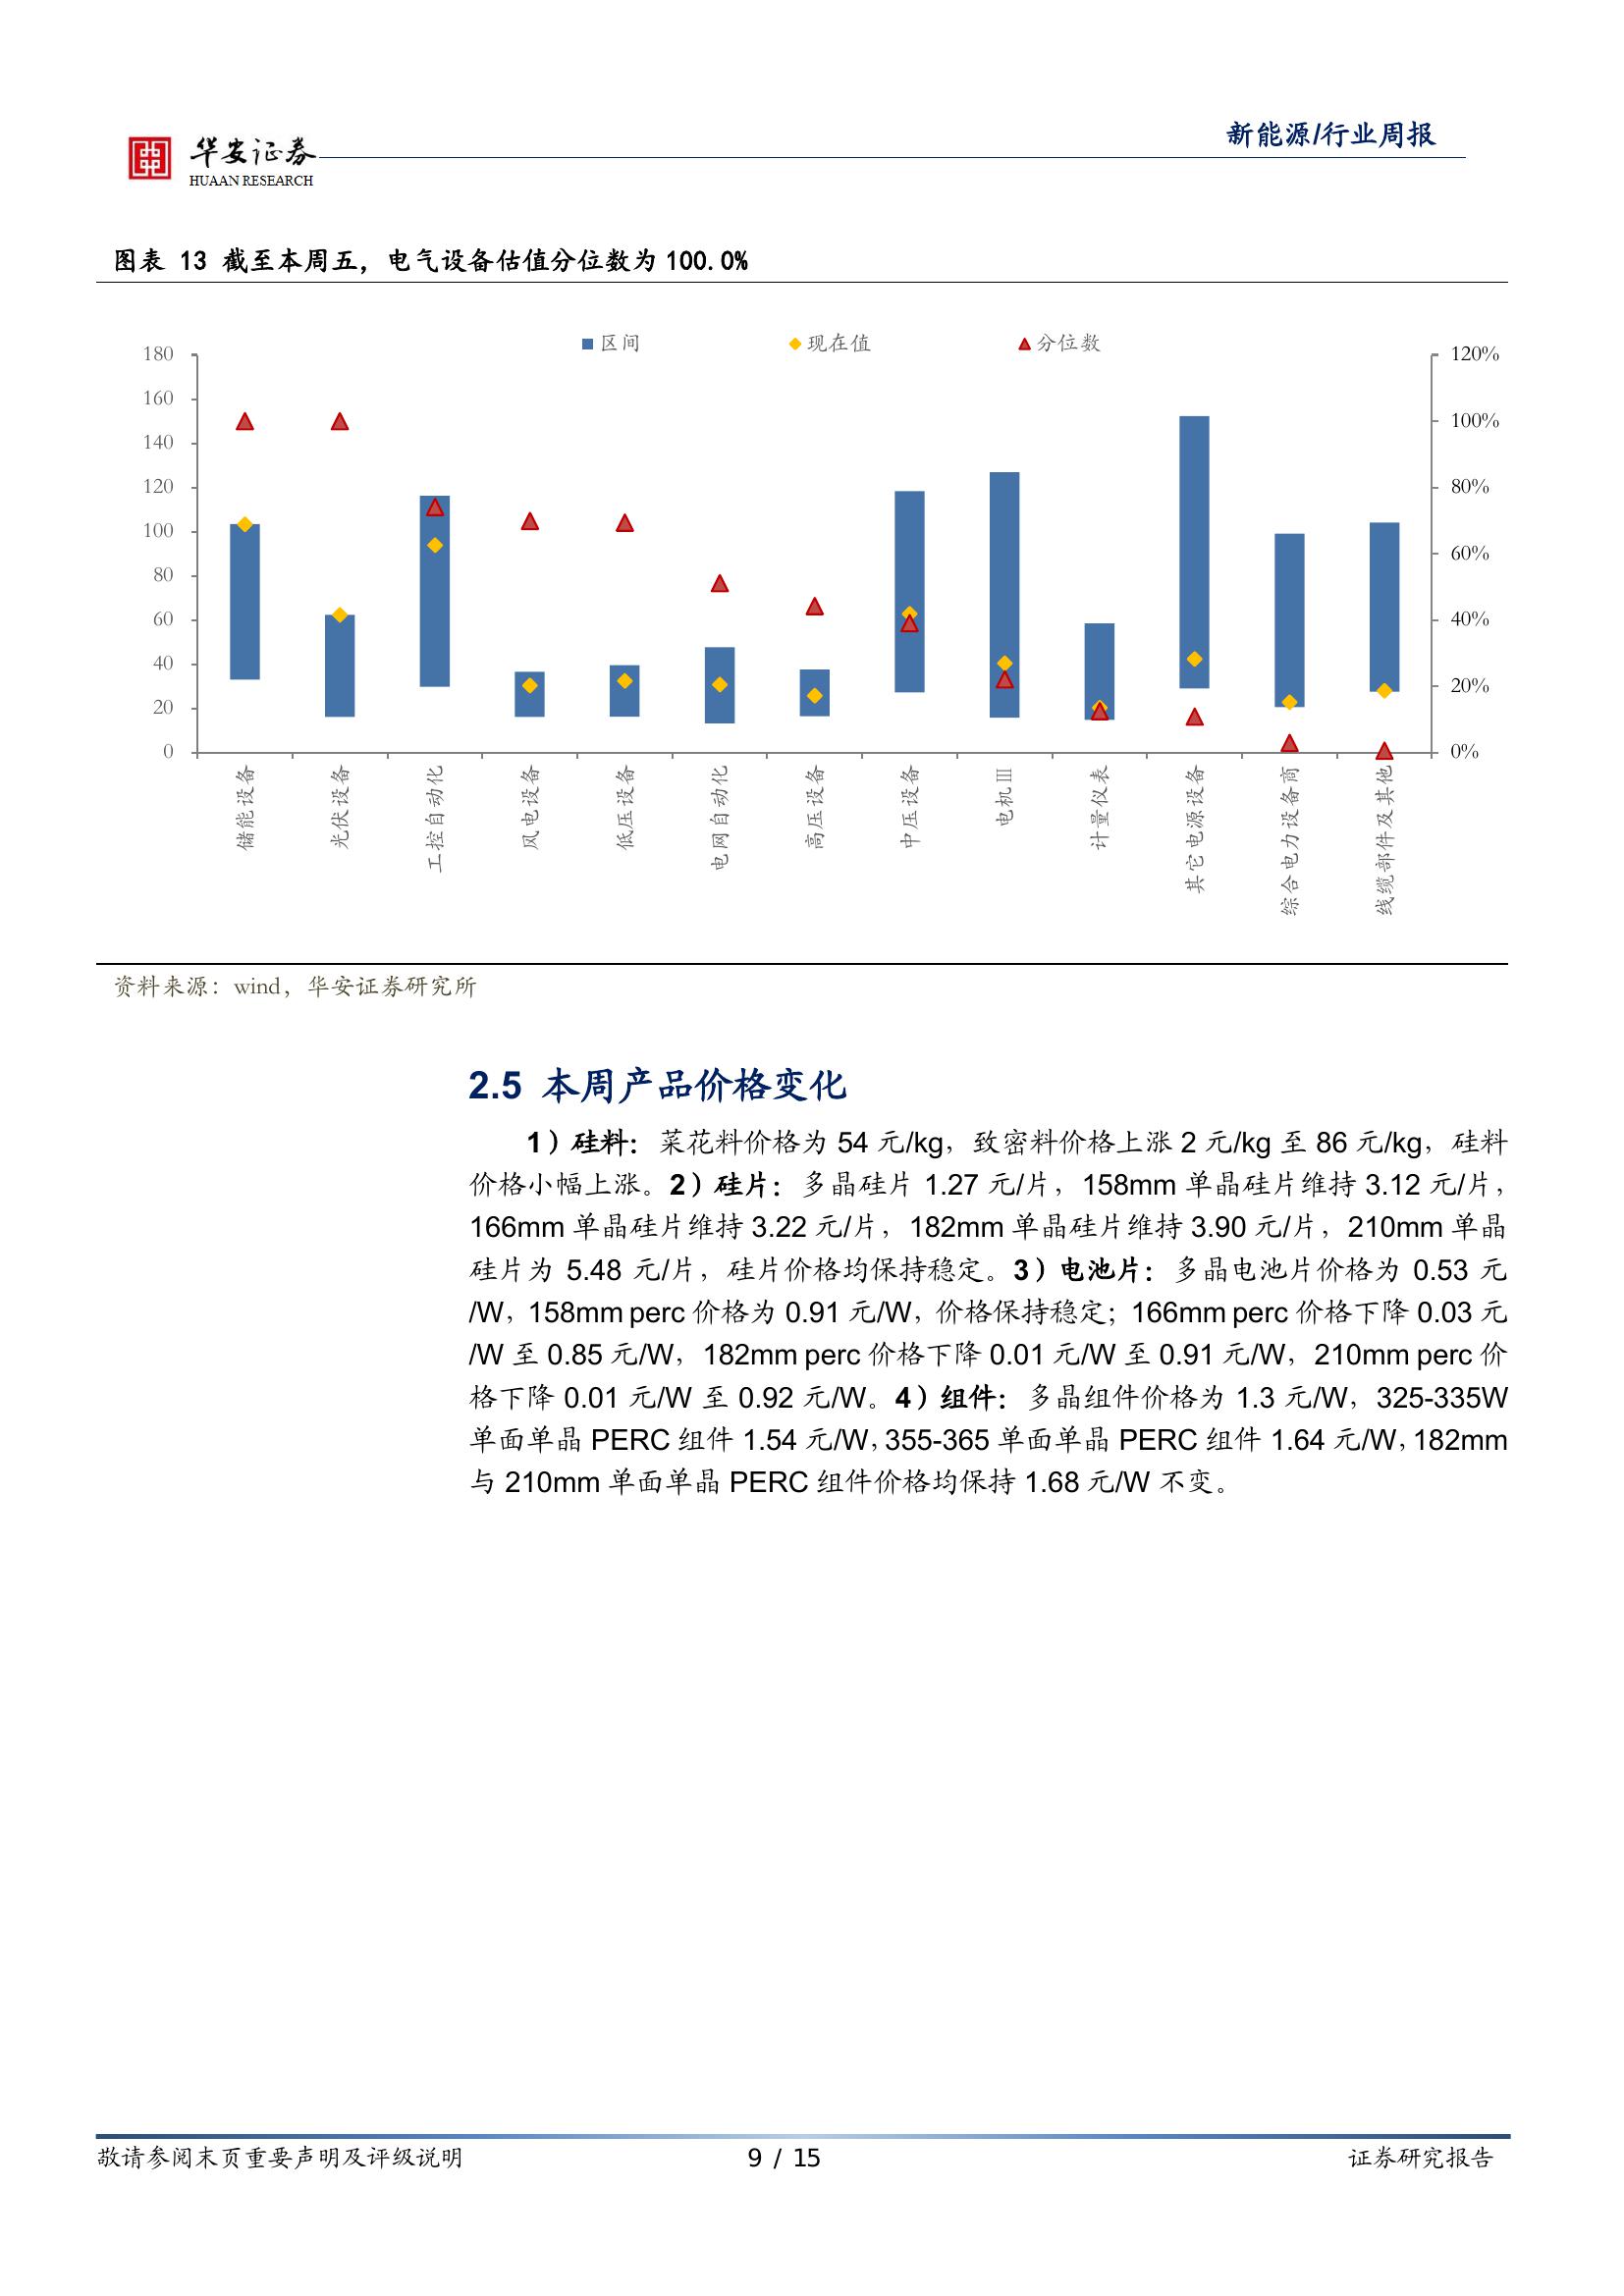 华安证券
HUAAN RESEARCH
新能源/行业周报
图表 13 截至本周五，电气设备估值分位数为 100.0%
区间 现在值 分位数
180
160
140
120
100
80
60
40
20
0
120%
100%
80%
60%
40%
20%
0%
储能设备
光伏设备
工控自动化
风电设备
低压设备
电网自动化
高压设备
中压设备
电机Ⅲ
计量仪表
其它电源设备
综合电力设备商
线缆部件及其他
资料来源：wind，华安证券研究所
2.5 本周产品价格变化
1）硅料：菜花料价格为 54 元/kg，致密料价格上涨 2 元/kg 至 86 元/kg，硅料
价格小幅上涨。2）硅片：多晶硅片 1.27 元/片，158mm 单晶硅片维持 3.12 元/片，
166mm 单晶硅片维持 3.22 元/片，182mm 单晶硅片维持 3.90 元/片，210mm 单晶
硅片为 5.48 元/片，硅片价格均保持稳定。3）电池片：多晶电池片价格为 0.53 元
/W，158mm perc 价格为 0.91 元/W，价格保持稳定；166mm perc 价格下降 0.03 元
/W 至 0.85 元/W，182mm perc 价格下降 0.01 元/W 至 0.91 元/W，210mm perc 价
格下降 0.01 元/W 至 0.92 元/W。4）组件：多晶组件价格为 1.3 元/W，325-335W
单面单晶 PERC 组件 1.54 元/W，355-365 单面单晶 PERC 组件 1.64 元/W，182mm
与 210mm 单面单晶 PERC 组件价格均保持 1.68 元/W 不变。
敬请参阅末页重要声明及评级说明 9 / 15 证券研究报告